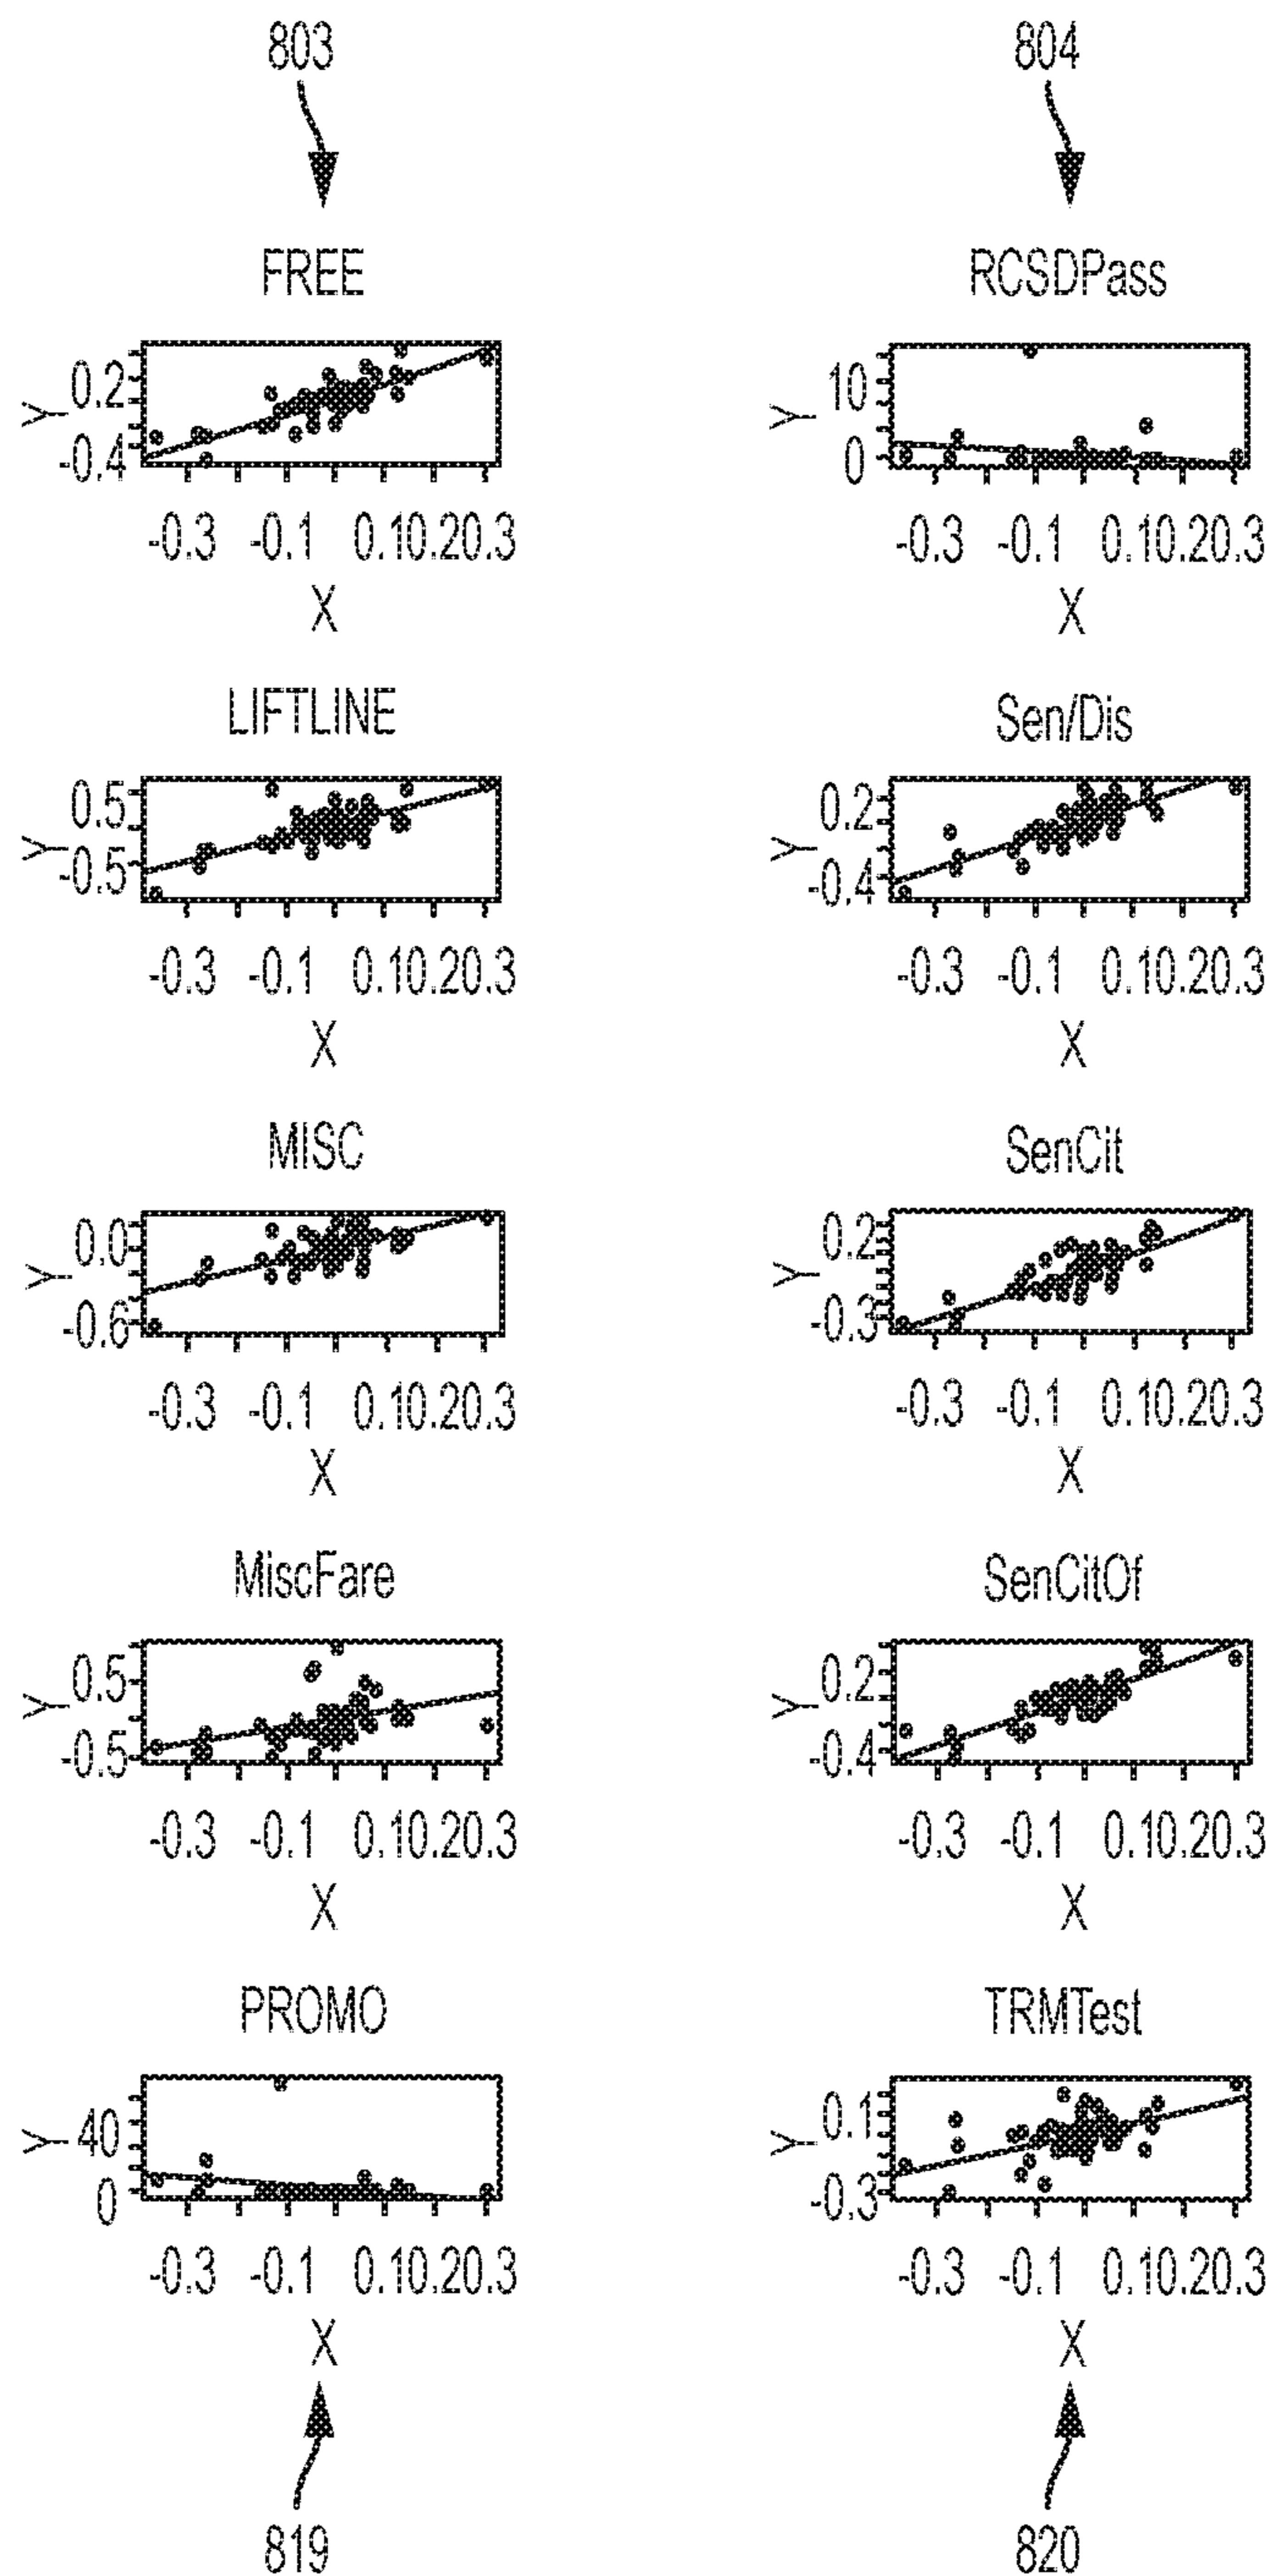 803 804
FREE RCSDPass
Y 0.2 Y 10
-0.4 0
-0.3 -0.1 0.10.20.3 -0.3 -0.1 0.10.20.3
X X
LIFTLINE Sen/Dis
Y 0.5 Y 0.2
-0.5 -0.4
-0.3 -0.1 0.10.20.3 -0.3 -0.1 0.10.20.3
X X
MISC SenCit
Y 0.0 Y 0.2
-0.6 -0.3
-0.3 -0.1 0.10.20.3 -0.3 -0.1 0.10.20.3
X X
MiscFare SenCitOf
Y 0.5 Y 0.2
-0.5 -0.4
-0.3 -0.1 0.10.20.3 -0.3 -0.1 0.10.20.3
X X
PROMO TRMTest
Y 40 Y 0.1
0 -0.3
-0.3 -0.1 0.10.20.3 -0.3 -0.1 0.10.20.3
X X
819 820